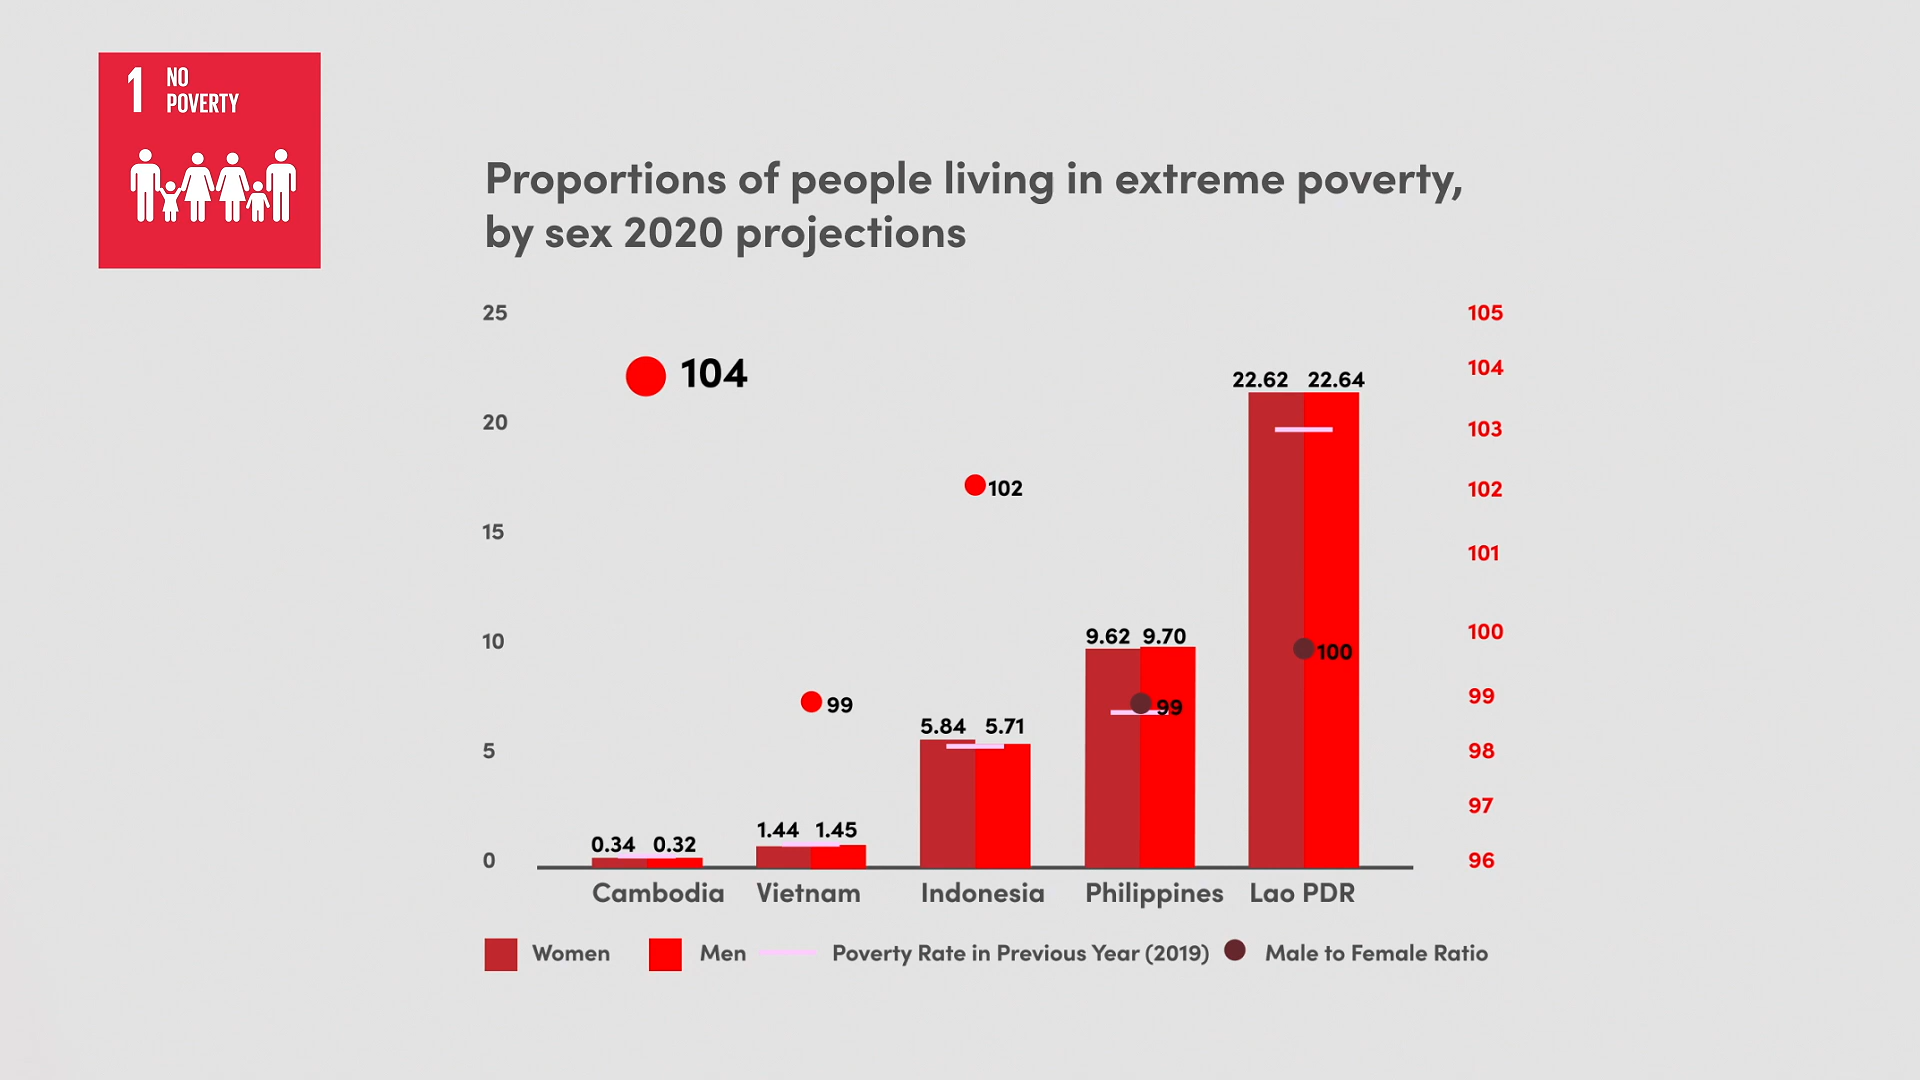 1 NO
POVERTY
Proportions of people living in extreme poverty,
by sex 2020 projections
25 105
104 104
22.62 22.64
20 103
102 102
15 101
10 9.62 9.70 100
100
99 99 99
5.84 5.71
5 98
97
1.44 1.45
0.34 0.32
0 96
Cambodia Vietnam Indonesia Philippines Lao PDR
Women Men Poverty Rate in Previous Year (2019) Male to Female Ratio